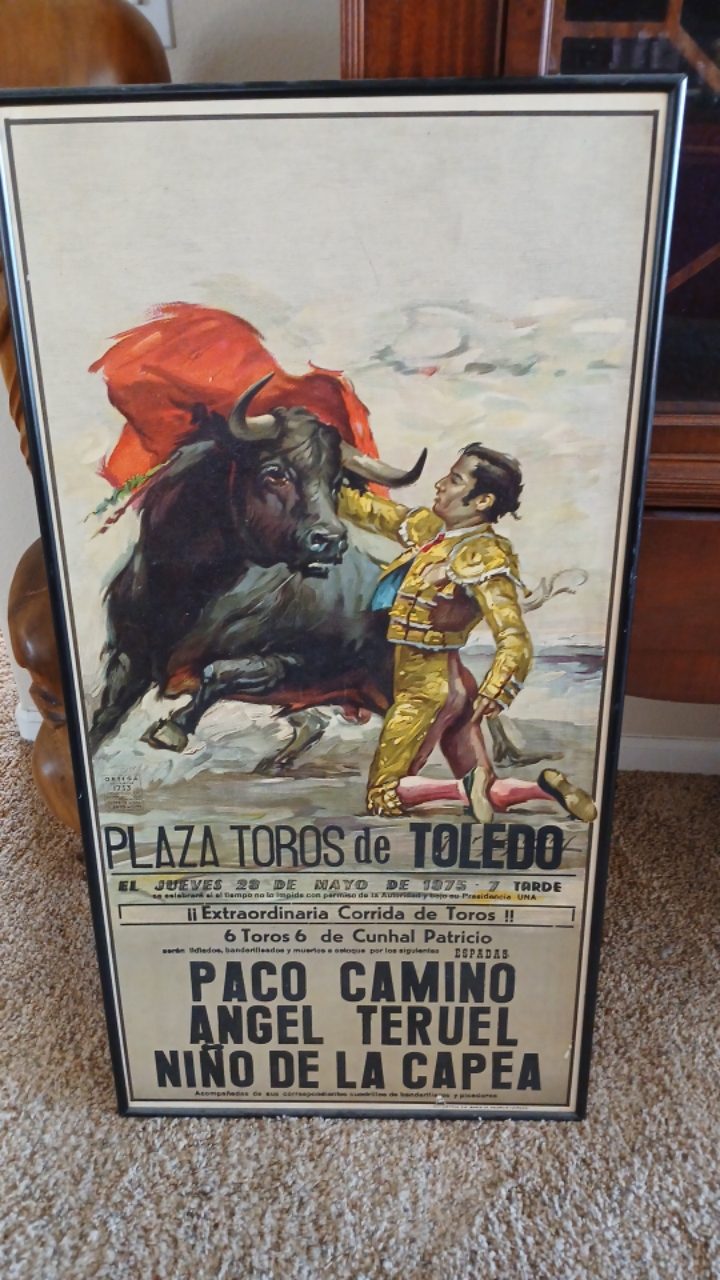 ORTEGA
PLAZA TOROS de TOLEDO
EL JUEVES 29 DE MAYO DE 1975 - 7 TARDE
se celebrará si el tiempo no lo impide con permiso de la Autoridad y bajo su Presidencia UNA
¡¡Extraordinaria Corrida de Toros !!
6 Toros 6 de Cunhal Patricio
serán lidiados, banderilleados y muertos a estoque por los siguientes ESPADAS
PACO CAMINO
ANGEL TERUEL
NIÑO DE LA CAPEA
Acompañados de sus correspondientes cuadrillas de banderilleros y picadores